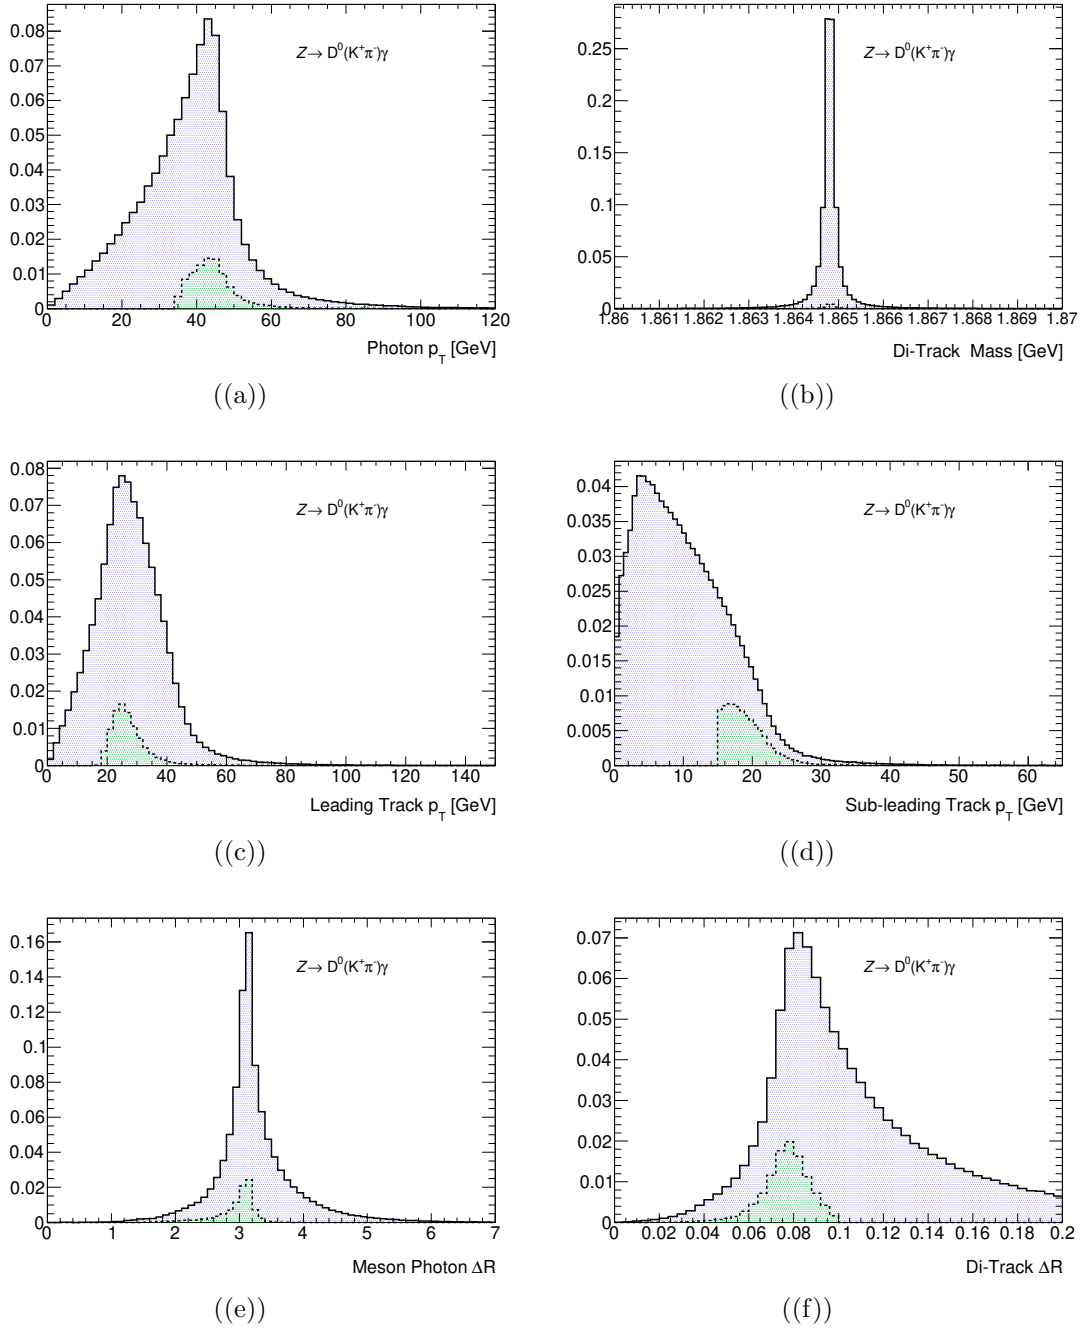 0.08
0.07
0.06
0.05
0.04
0.03
0.02
0.01
0
Z→ D⁰(K⁺π⁻)γ
0 20 40 60 80 100 120
Photon p_T [GeV]
((a))
0.25
0.2
0.15
0.1
0.05
0
Z→ D⁰(K⁺π⁻)γ
1.86 1.861 1.862 1.863 1.864 1.865 1.866 1.867 1.868 1.869 1.87
Di-Track Mass [GeV]
((b))
0.08
0.07
0.06
0.05
0.04
0.03
0.02
0.01
0
Z→ D⁰(K⁺π⁻)γ
0 20 40 60 80 100 120 140
Leading Track p_T [GeV]
((c))
0.04
0.035
0.03
0.025
0.02
0.015
0.01
0.005
0
Z→ D⁰(K⁺π⁻)γ
0 10 20 30 40 50 60
Sub-leading Track p_T [GeV]
((d))
0.16
0.14
0.12
0.1
0.08
0.06
0.04
0.02
0
Z→ D⁰(K⁺π⁻)γ
0 1 2 3 4 5 6 7
Meson Photon ΔR
((e))
0.07
0.06
0.05
0.04
0.03
0.02
0.01
0
Z→ D⁰(K⁺π⁻)γ
0 0.02 0.04 0.06 0.08 0.1 0.12 0.14 0.16 0.18 0.2
Di-Track ΔR
((f))